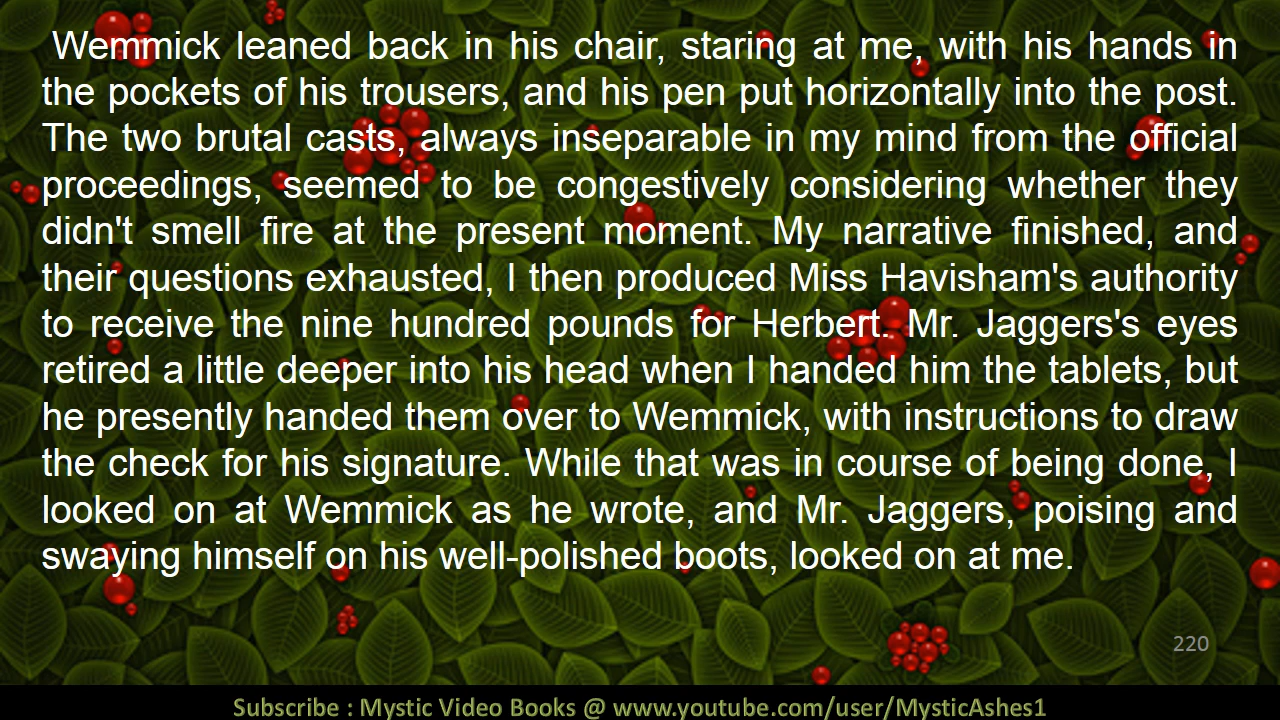 Wemmick leaned back in his chair, staring at me, with his hands in
the pockets of his trousers, and his pen put horizontally into the post.
The two brutal casts, always inseparable in my mind from the official
proceedings, seemed to be congestively considering whether they
didn't smell fire at the present moment. My narrative finished, and
their questions exhausted, I then produced Miss Havisham's authority
to receive the nine hundred pounds for Herbert. Mr. Jaggers's eyes
retired a little deeper into his head when I handed him the tablets, but
he presently handed them over to Wemmick, with instructions to draw
the check for his signature. While that was in course of being done, I
looked on at Wemmick as he wrote, and Mr. Jaggers, poising and
swaying himself on his well-polished boots, looked on at me.
220
Subscribe : Mystic Video Books @ www.youtube.com/user/MysticAshes1